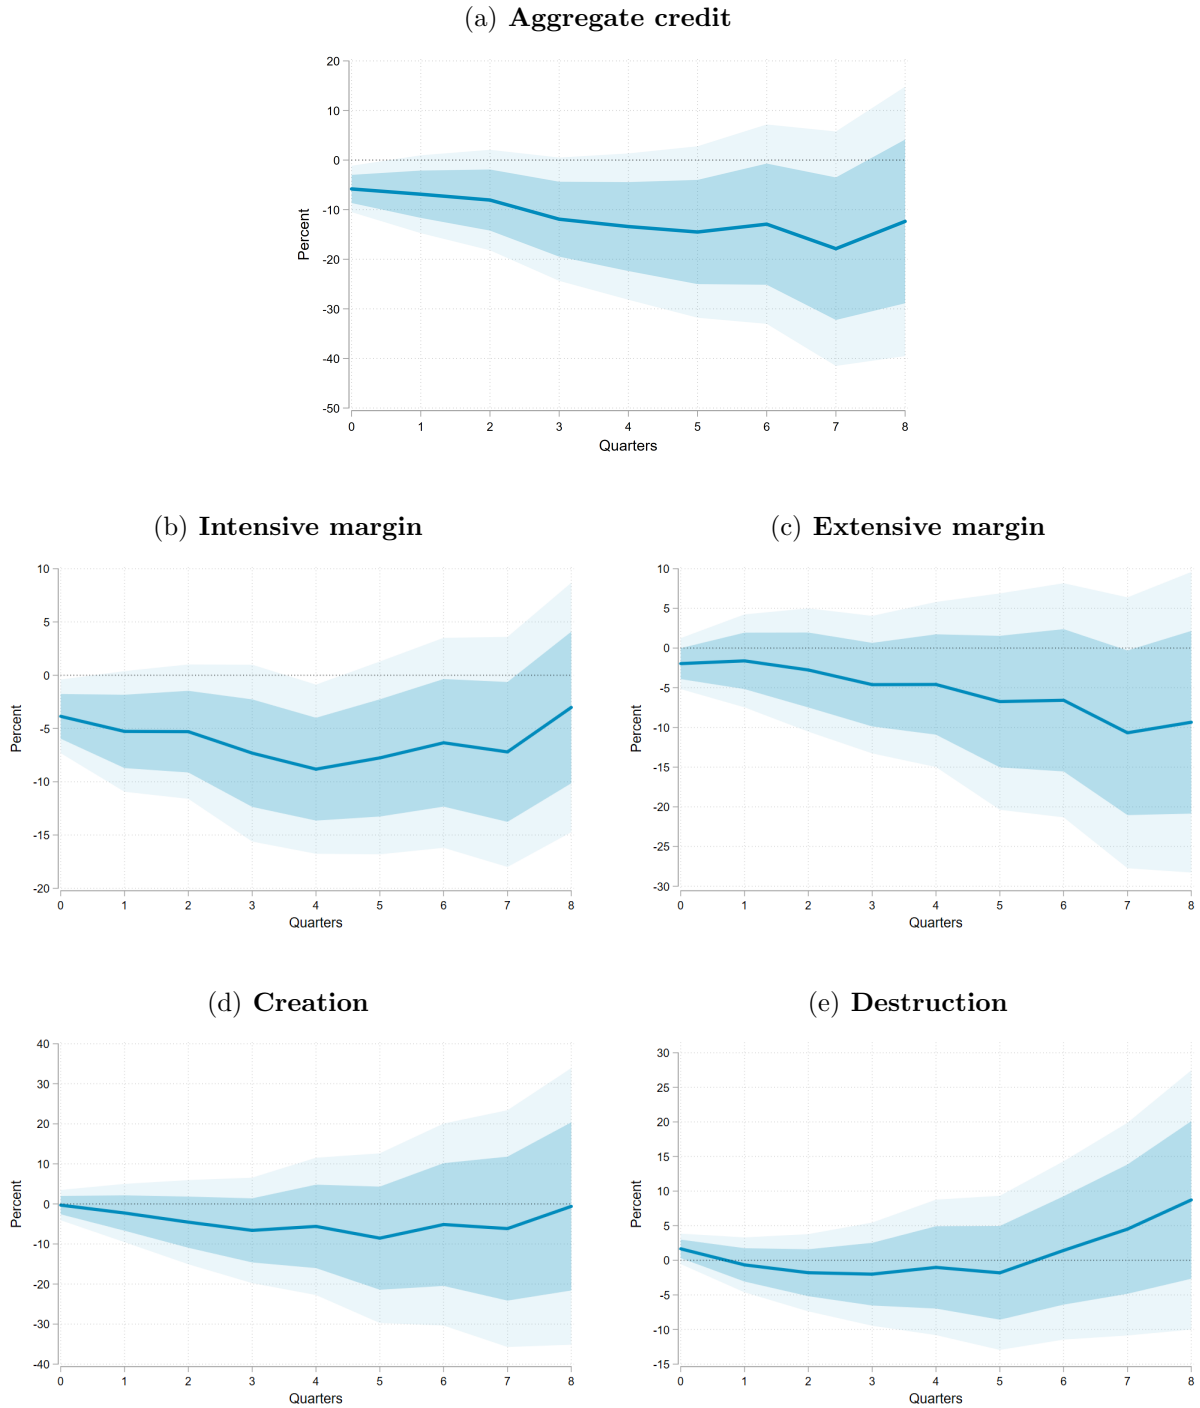 (a) Aggregate credit
20
10
0
-10
-20
-30
-40
-50
Percent
0 1 2 3 4 5 6 7 8
Quarters
(b) Intensive margin
10
5
0
-5
-10
-15
-20
Percent
0 1 2 3 4 5 6 7 8
Quarters
(c) Extensive margin
10
5
0
-5
-10
-15
-20
-25
-30
Percent
0 1 2 3 4 5 6 7 8
Quarters
(d) Creation
40
30
20
10
0
-10
-20
-30
-40
Percent
0 1 2 3 4 5 6 7 8
Quarters
(e) Destruction
30
25
20
15
10
5
0
-5
-10
-15
Percent
0 1 2 3 4 5 6 7 8
Quarters